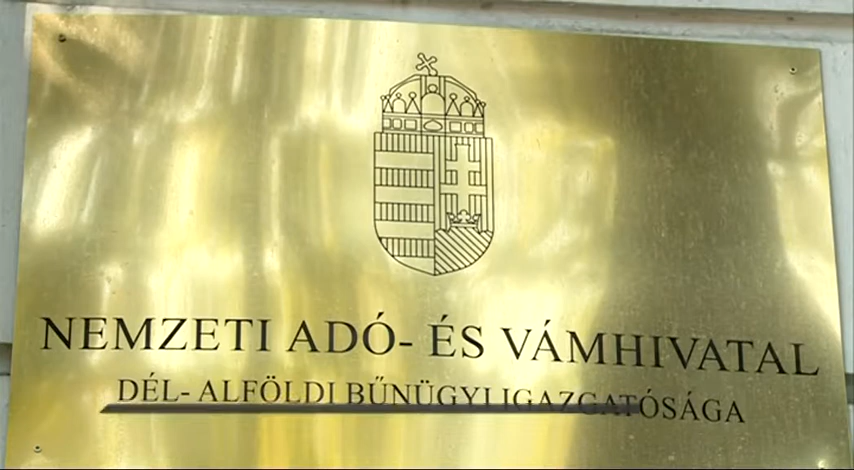 NEMZETI ADÓ- ÉS VÁMHIVATAL
DÉL- ALFÖLDI BŰNÜGYI IGAZGATÓSÁGA